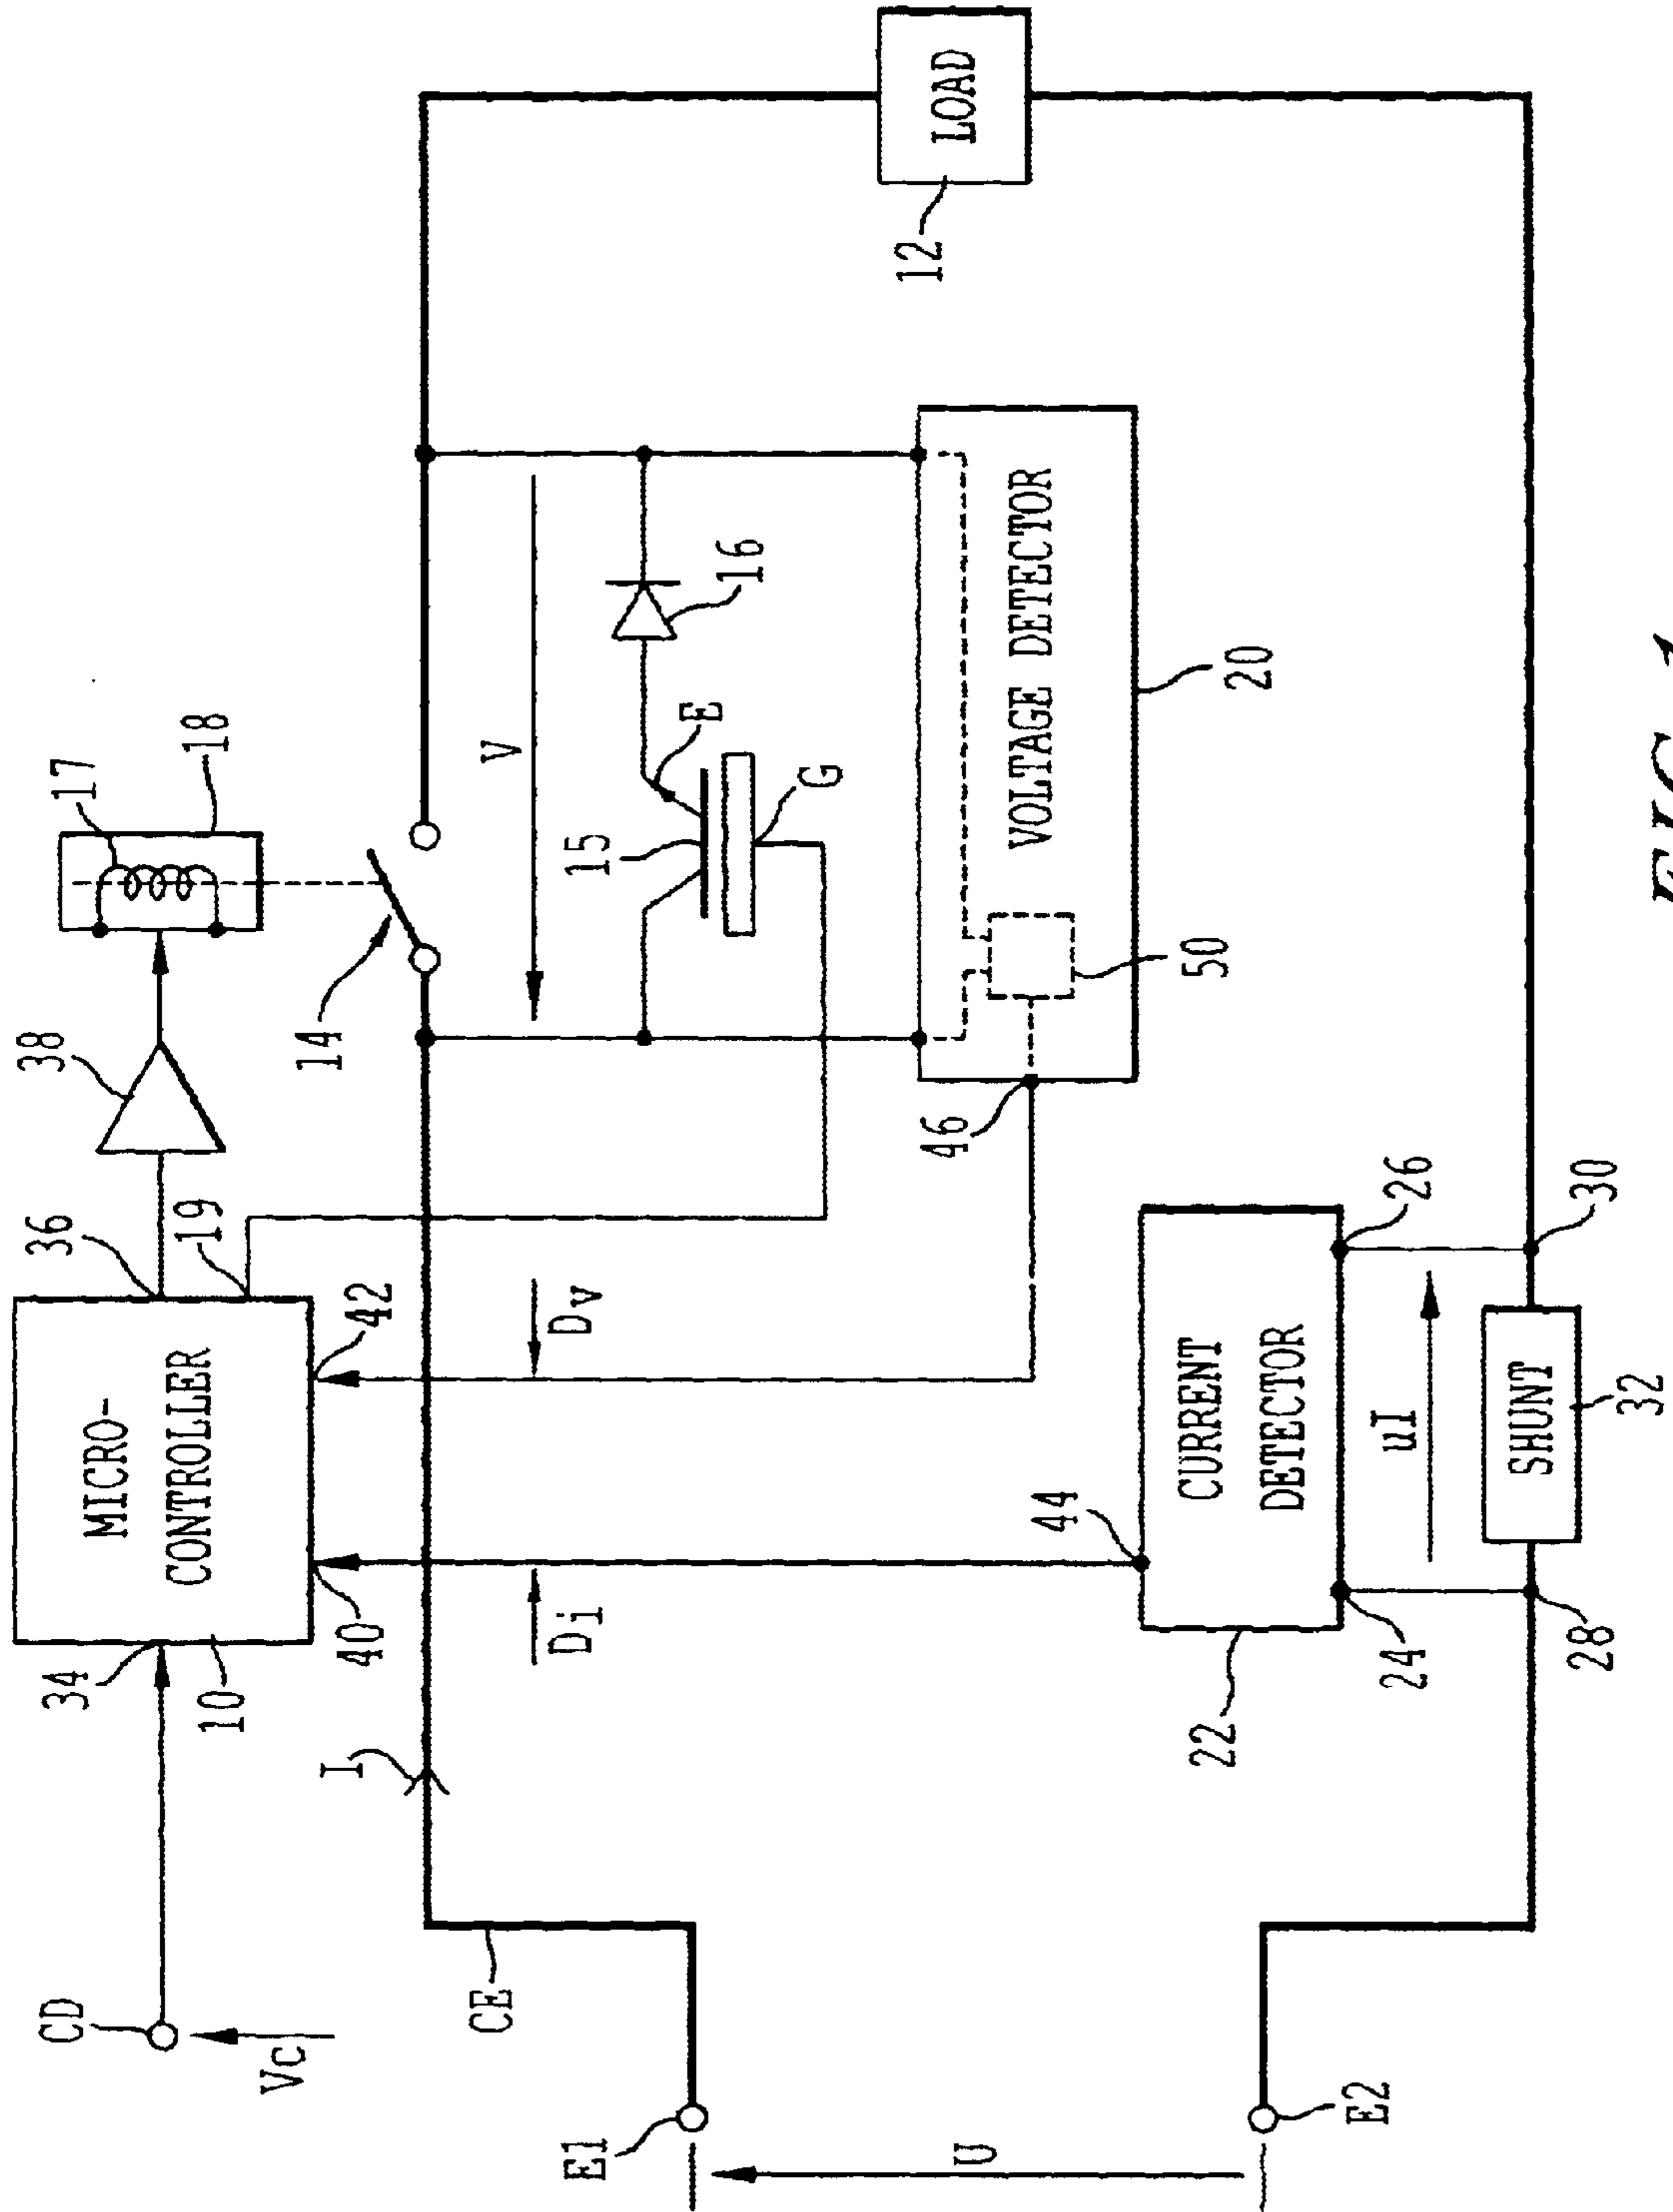 CD
34
36
38
17
MICRO-
CONTROLLER
10
19
18
Vc
I
40
42
14
CE
V
Di
Dv
E1
15
E
16
G
12
LOAD
46
U
VOLTAGE DETECTOR
44
CURRENT
DETECTOR
22
50
20
E2
24
uI
26
28
SHUNT
30
32